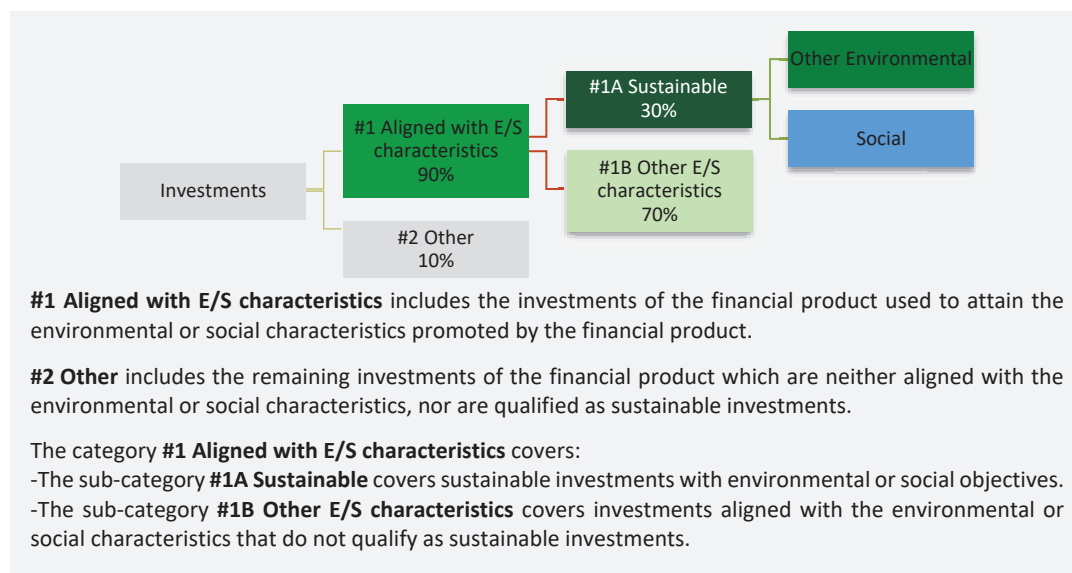 Other Environmental
#1A Sustainable
30%
#1 Aligned with E/S
characteristics
90%
Social
#1B Other E/S
characteristics
70%
Investments
#2 Other
10%
#1 Aligned with E/S characteristics includes the investments of the financial product used to attain the
environmental or social characteristics promoted by the financial product.
#2 Other includes the remaining investments of the financial product which are neither aligned with the
environmental or social characteristics, nor are qualified as sustainable investments.
The category #1 Aligned with E/S characteristics covers:
-The sub-category #1A Sustainable covers sustainable investments with environmental or social objectives.
-The sub-category #1B Other E/S characteristics covers investments aligned with the environmental or
social characteristics that do not qualify as sustainable investments.